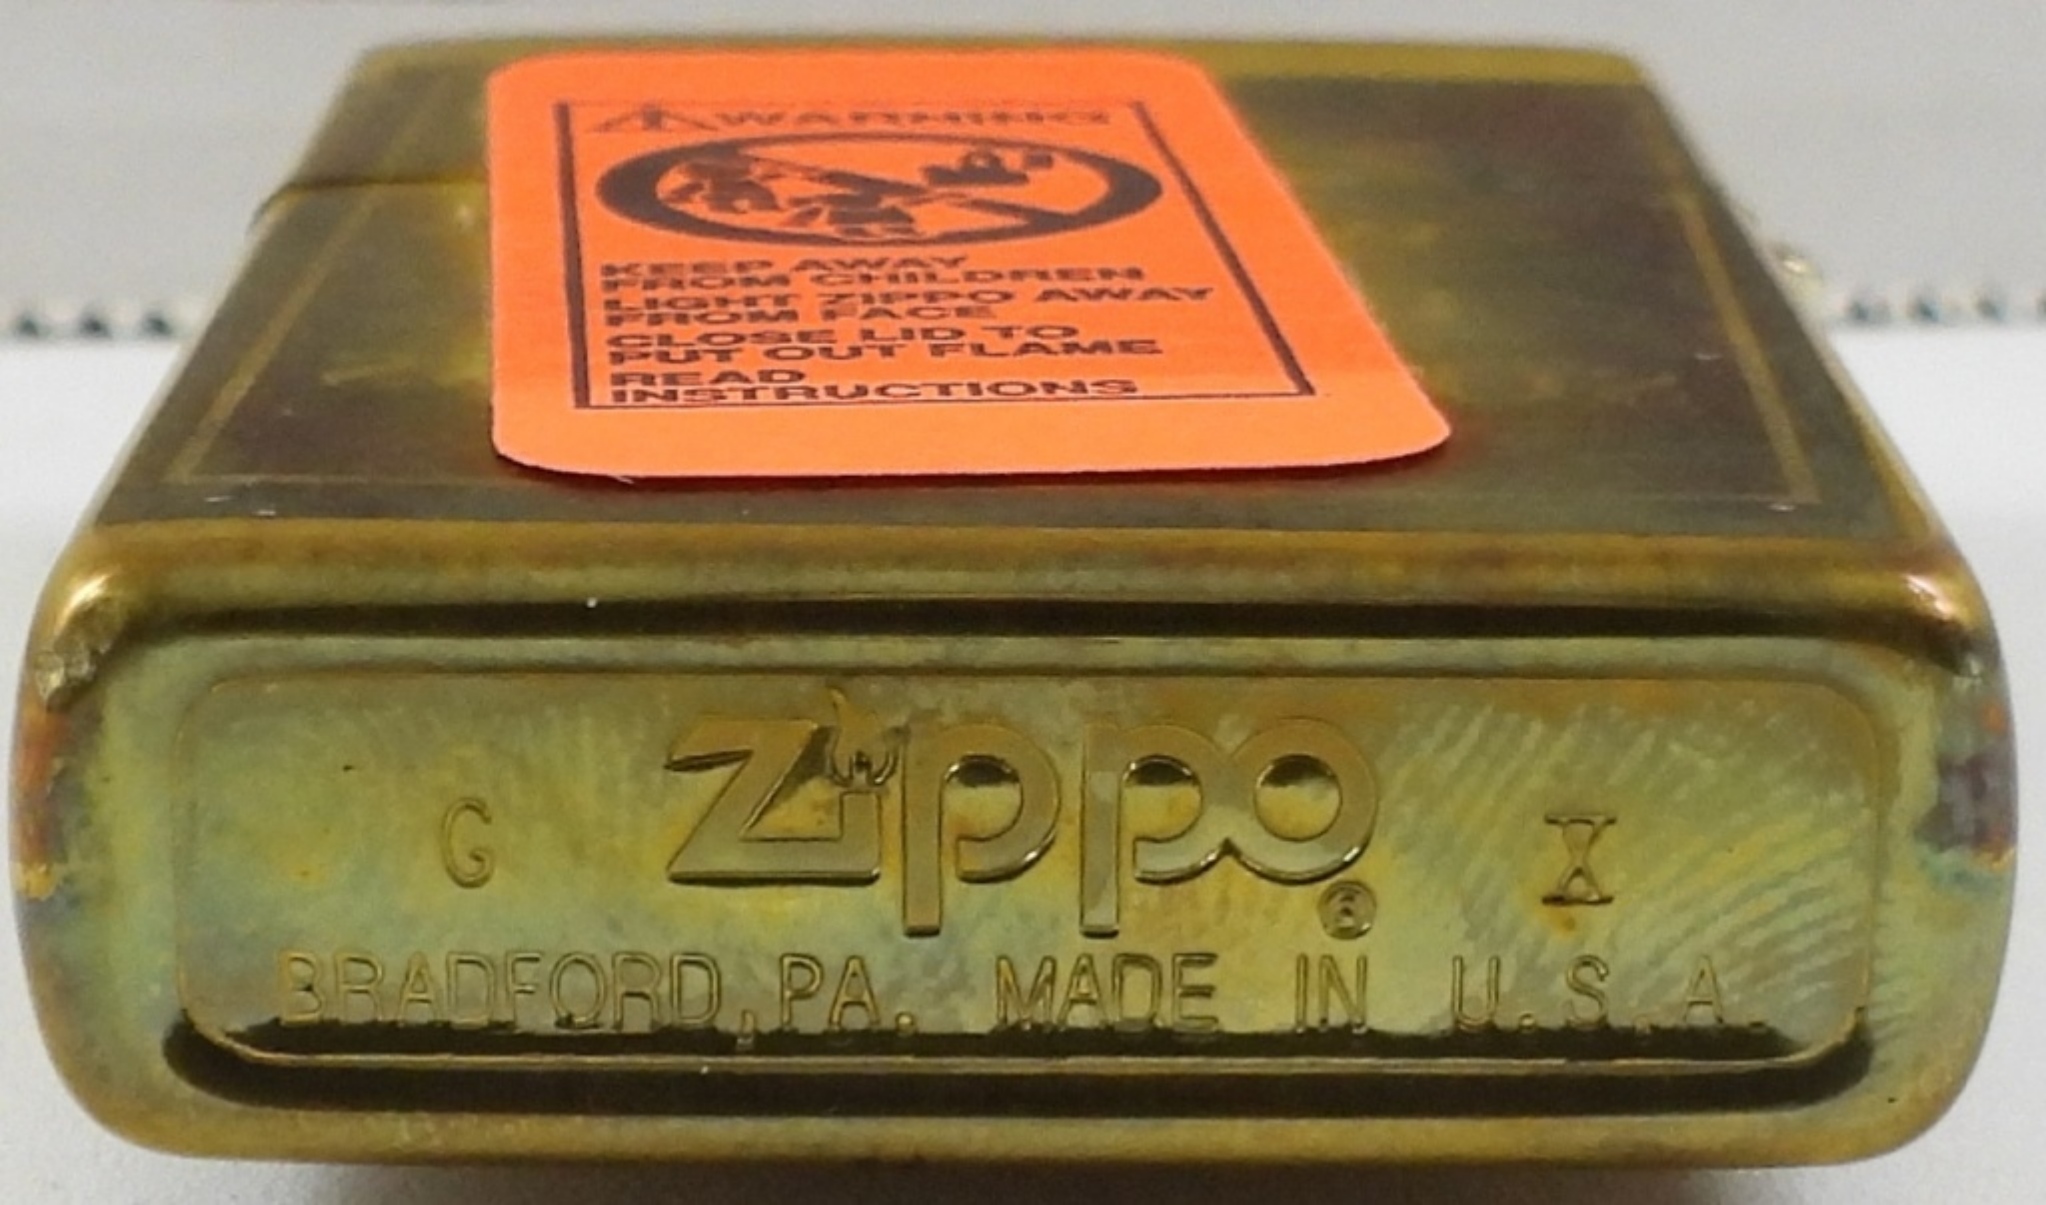 WARNING
KEEP AWAY
FROM CHILDREN
LIGHT ZIPPO AWAY
FROM FACE
CLOSE LID TO
PUT OUT FLAME
READ
INSTRUCTIONS
G Zippo® X
BRADFORD, PA. MADE IN U.S.A.